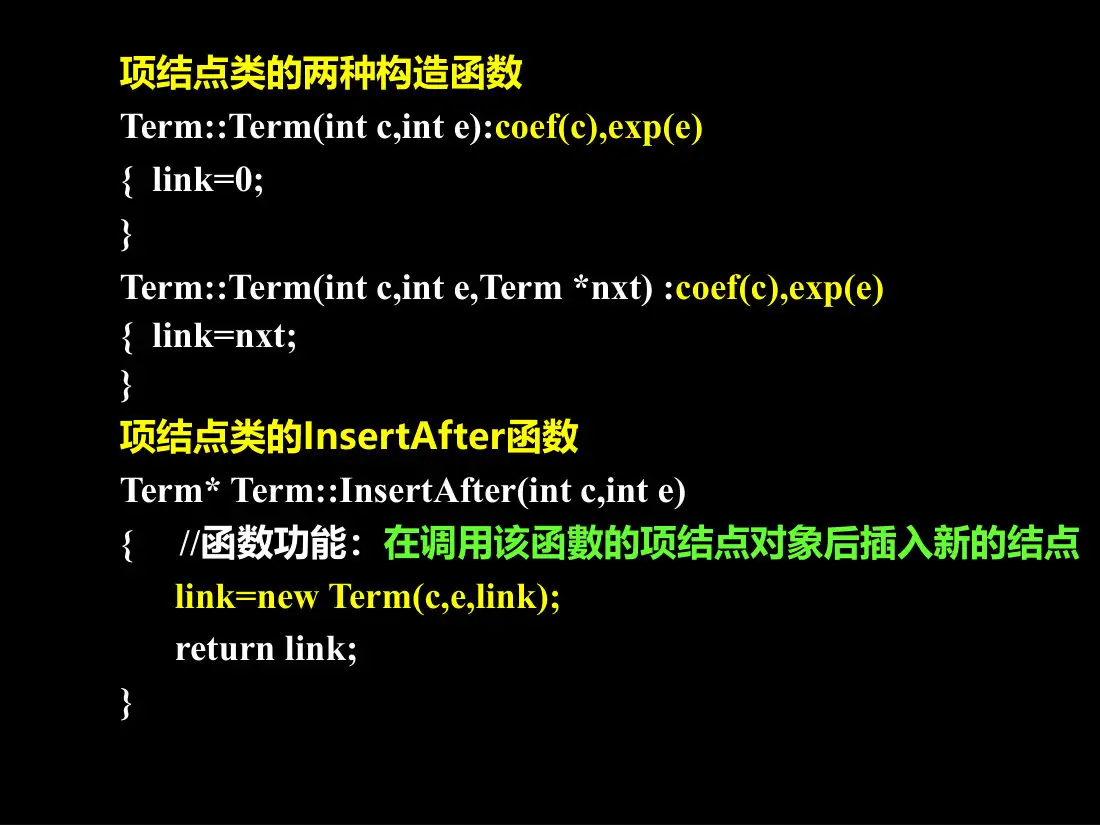 项结点类的两种构造函数
Term::Term(int c,int e):coef(c),exp(e)
{ link=0;
}
Term::Term(int c,int e,Term *nxt) :coef(c),exp(e)
{ link=nxt;
}
项结点类的InsertAfter函数
Term* Term::InsertAfter(int c,int e)
{ //函数功能：在调用该函數的项结点对象后插入新的结点
link=new Term(c,e,link);
return link;
}